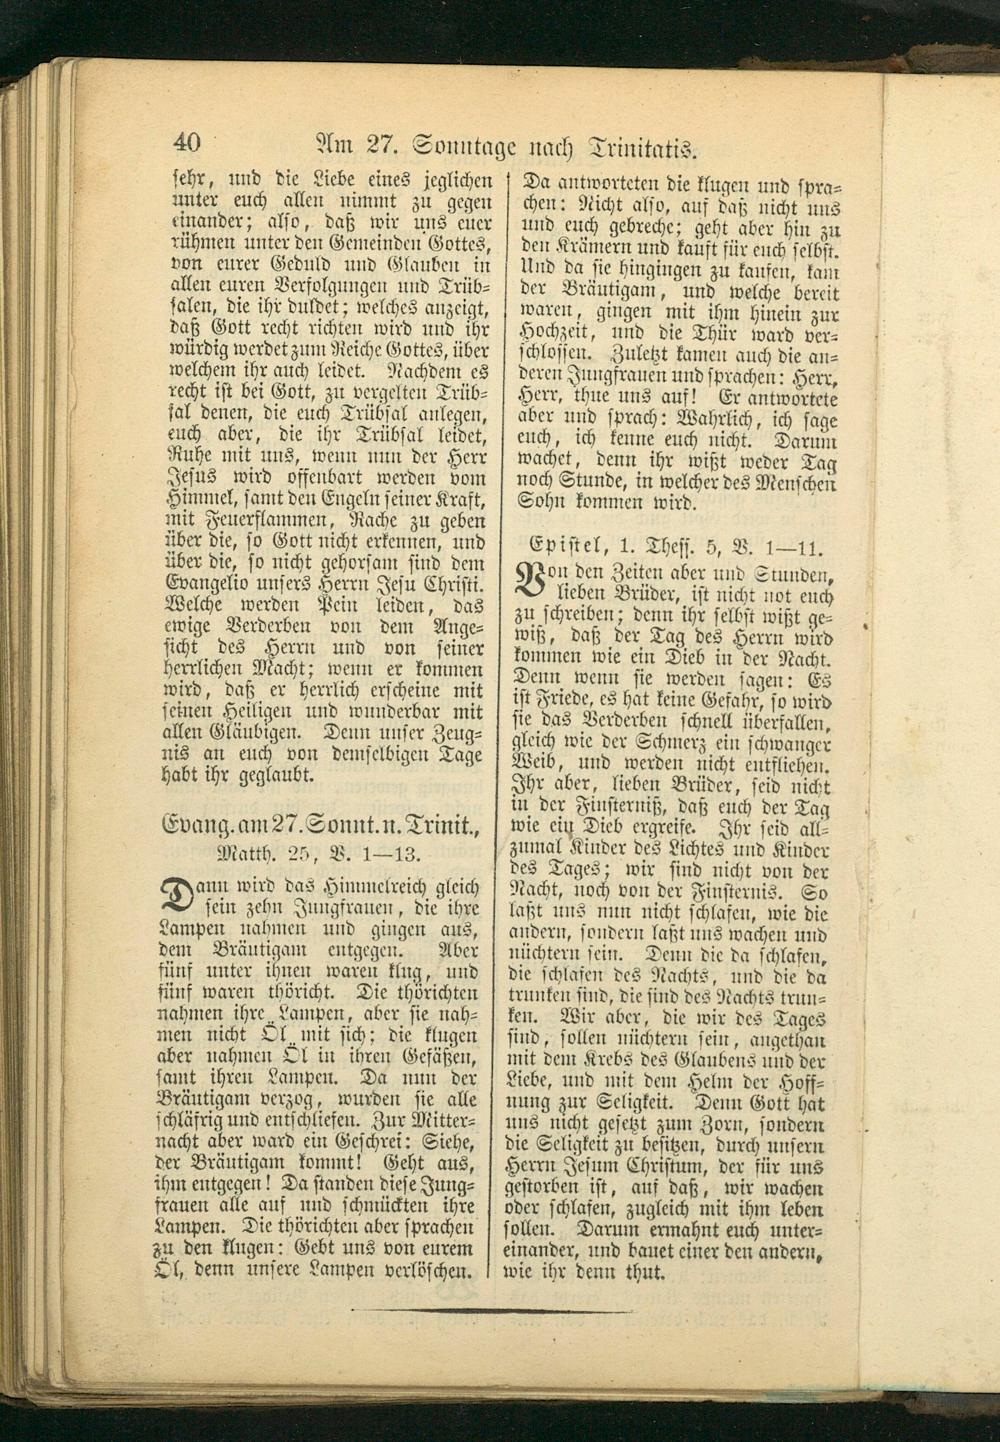 40 Am 27. Sonntage nach Trinitatis.
sehr, und die Liebe eines jeglichen
unter euch allen nimmt zu gegen
einander; also, daß wir uns euer
rühmen unter den Gemeinden Gottes,
von eurer Geduld und Glauben in
allen euren Verfolgungen und Trüb-
salen, die ihr duldet; welches anzeigt,
daß Gott recht richten wird und ihr
würdig werdet zum Reiche Gottes, über
welchem ihr auch leidet. Nachdem es
recht ist bei Gott, zu vergelten Trüb-
sal denen, die euch Trübsal anlegen,
euch aber, die ihr Trübsal leidet,
Ruhe mit uns, wenn nun der Herr
Jesus wird offenbart werden vom
Himmel, samt den Engeln seiner Kraft,
mit Feuerflammen, Rache zu geben
über die, so Gott nicht erkennen, und
über die, so nicht gehorsam sind dem
Evangelio unsers Herrn Jesu Christi.
Welche werden Pein leiden, das
ewige Verderben von dem Ange-
sicht des Herrn und von seiner
herrlichen Macht; wenn er kommen
wird, daß er herrlich erscheine mit
seinen Heiligen und wunderbar mit
allen Gläubigen. Denn unser Zeug-
nis an euch von demselbigen Tage
habt ihr geglaubt.
Evang. am 27. Sonnt. n. Trinit.,
Matth. 25, V. 1—13.
Dann wird das Himmelreich gleich
sein zehn Jungfrauen, die ihre
Lampen nahmen und gingen aus,
dem Bräutigam entgegen. Aber
fünf unter ihnen waren klug, und
fünf waren thöricht. Die thörichten
nahmen ihre Lampen, aber sie nah-
men nicht Öl mit sich; die klugen
aber nahmen Öl in ihren Gefäßen,
samt ihren Lampen. Da nun der
Bräutigam verzog, wurden sie alle
schläfrig und entschliefen. Zur Mitter-
nacht aber ward ein Geschrei: Siehe,
der Bräutigam kommt! Geht aus,
ihm entgegen! Da standen diese Jung-
frauen alle auf und schmückten ihre
Lampen. Die thörichten aber sprachen
zu den klugen: Gebt uns von eurem
Öl, denn unsere Lampen verlöschen.
Da antworteten die klugen und spra-
chen: Nicht also, auf daß nicht uns
und euch gebreche; geht aber hin zu
den Krämern und kauft für euch selbst.
Und da sie hingingen zu kaufen, kam
der Bräutigam, und welche bereit
waren, gingen mit ihm hinein zur
Hochzeit, und die Thür ward ver-
schlossen. Zuletzt kamen auch die an-
deren Jungfrauen und sprachen: Herr,
Herr, thue uns auf! Er antwortete
aber und sprach: Wahrlich, ich sage
euch, ich kenne euch nicht. Darum
wachet, denn ihr wißt weder Tag
noch Stunde, in welcher des Menschen
Sohn kommen wird.
Epistel, 1. Thess. 5, V. 1—11.
Von den Zeiten aber und Stunden,
lieben Brüder, ist nicht not euch
zu schreiben; denn ihr selbst wißt ge-
wiß, daß der Tag des Herrn wird
kommen wie ein Dieb in der Nacht.
Denn wenn sie werden sagen: Es
ist Friede, es hat keine Gefahr, so wird
sie das Verderben schnell überfallen,
gleich wie der Schmerz ein schwanger
Weib, und werden nicht entfliehen.
Ihr aber, lieben Brüder, seid nicht
in der Finsterniß, daß euch der Tag
wie ein Dieb ergreife. Ihr seid all-
zumal Kinder des Lichtes und Kinder
des Tages; wir sind nicht von der
Nacht, noch von der Finsternis. So
laßt uns nun nicht schlafen, wie die
andern, sondern laßt uns wachen und
nüchtern sein. Denn die da schlafen,
die schlafen des Nachts, und die da
trunken sind, die sind des Nachts trun-
ken. Wir aber, die wir des Tages
sind, sollen nüchtern sein, angethan
mit dem Krebs des Glaubens und der
Liebe, und mit dem Helm der Hoff-
nung zur Seligkeit. Denn Gott hat
uns nicht gesetzt zum Zorn, sondern
die Seligkeit zu besitzen, durch unsern
Herrn Jesum Christum, der für uns
gestorben ist, auf daß, wir wachen
oder schlafen, zugleich mit ihm leben
sollen. Darum ermahnt euch unter-
einander, und bauet einer den andern,
wie ihr denn thut.